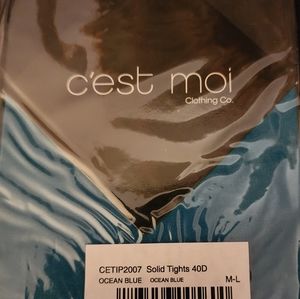 c'est moi
Clothing Co.
CETIP2007 Solid Tights 40D
OCEAN BLUE OCEAN BLUE M-L